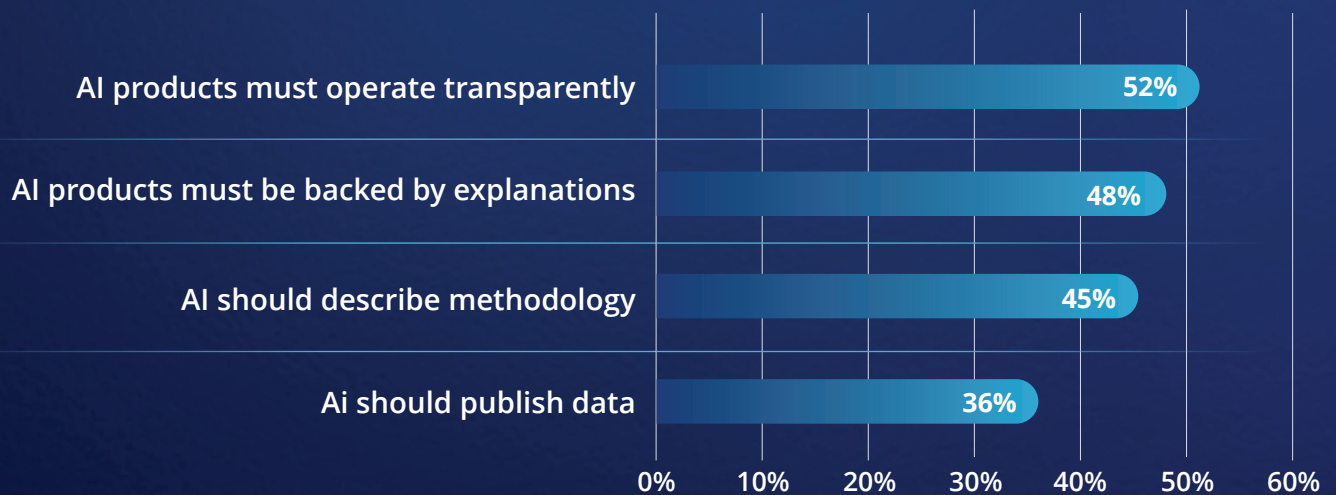 AI products must operate transparently 52%
AI products must be backed by explanations 48%
AI should describe methodology 45%
Ai should publish data 36%
0% 10% 20% 30% 40% 50% 60%